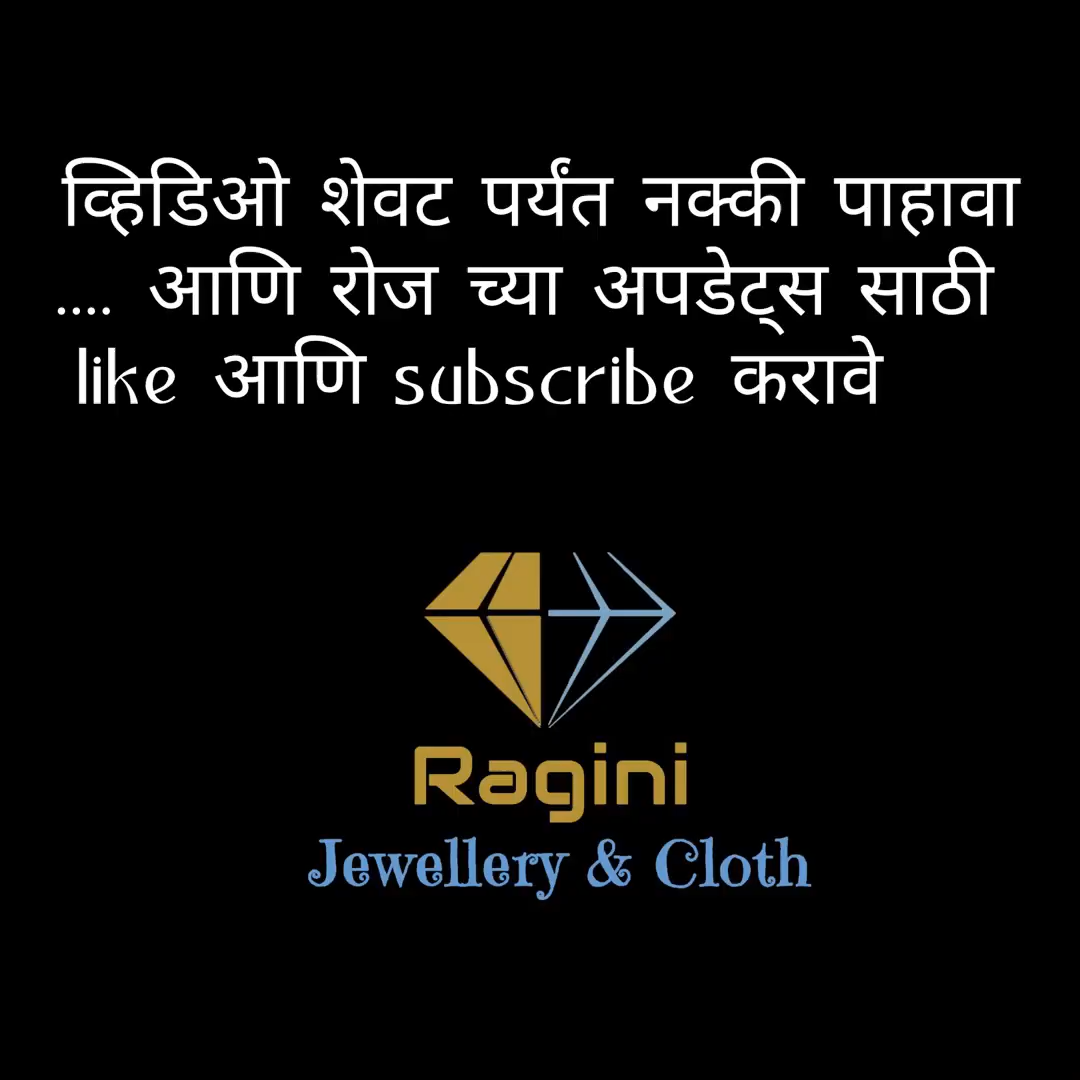 व्हिडिओ शेवट पर्यंत नक्की पाहावा
.... आणि रोज च्या अपडेट्स साठी
like आणि subscribe करावे
Ragini
Jewellery & Cloth